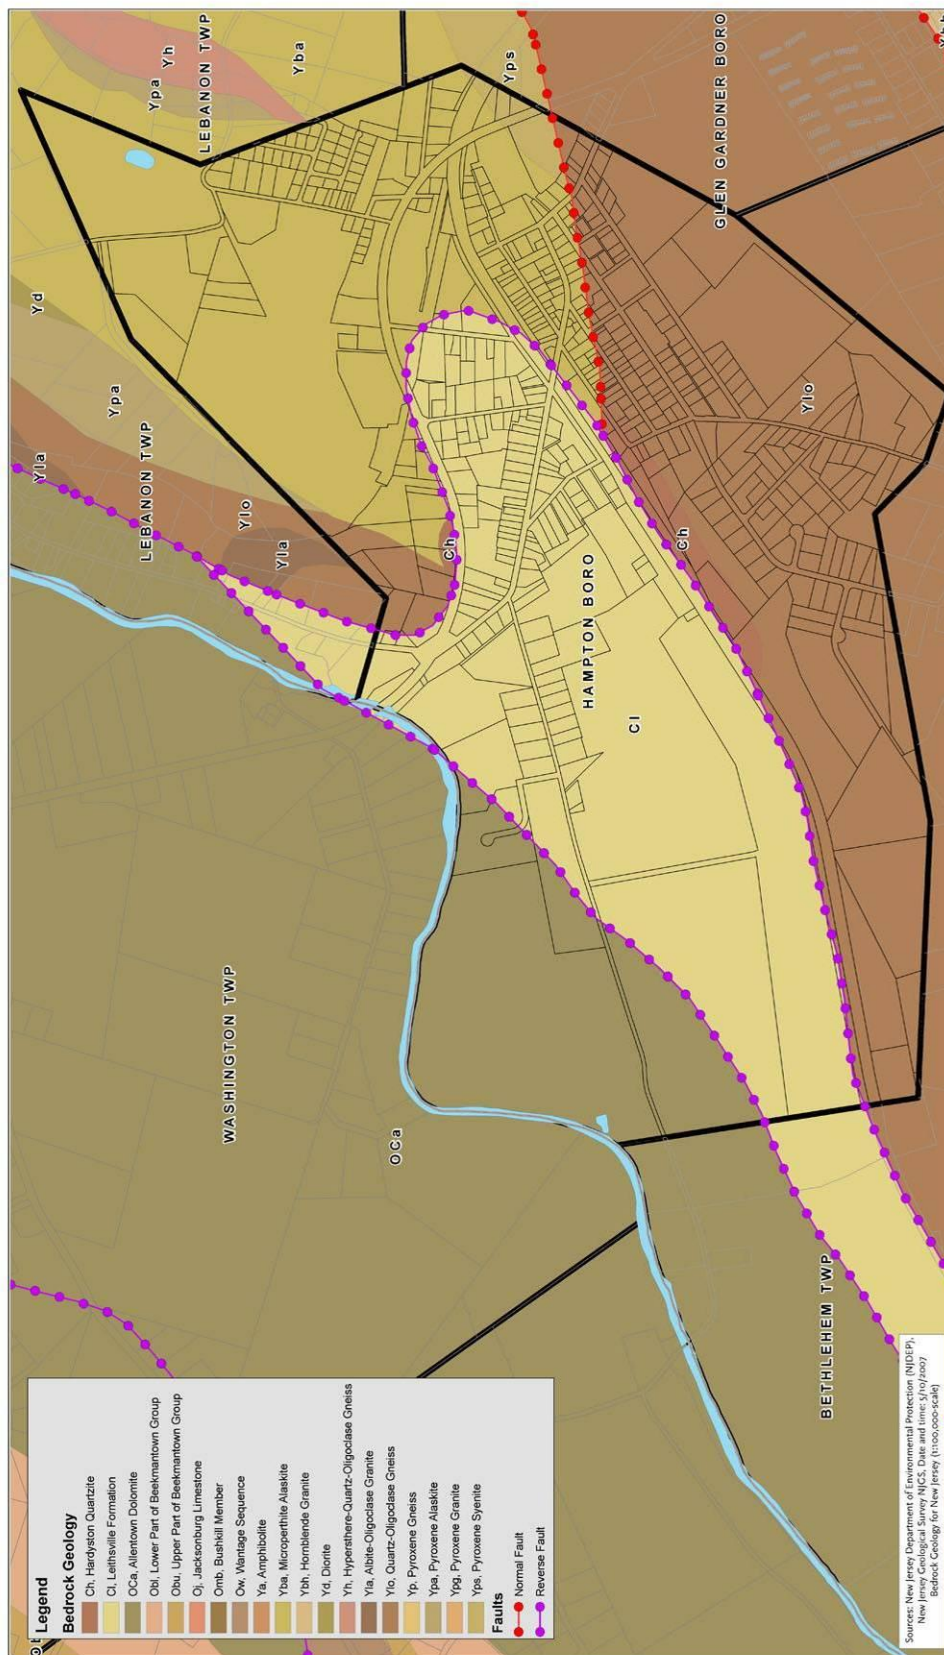 Legend
Bedrock Geology
Ch, Hardyston Quartzite
Cl, Leithsville Formation
OCa, Allentown Dolomite
Obl, Lower Part of Beekmantown Group
Obu, Upper Part of Beekmantown Group
Oj, Jacksonburg Limestone
Omb, Bushkill Member
Ow, Wantage Sequence
Ya, Amphibolite
Yba, Microperthite Alaskite
Ybh, Hornblende Granite
Yd, Diorite
Yh, Hypersthere-Quartz-Oligoclase Gneiss
Yla, Albite-Oligoclase Granite
Ylo, Quartz-Oligoclase Gneiss
Yp, Pyroxene Gneiss
Ypa, Pyroxene Alaskite
Ypg, Pyroxene Granite
Yps, Pyroxene Syenite
Faults
Normal Fault
Reverse Fault
WASHINGTON TWP
OCa
BETHLEHEM TWP
LEBANON TWP
Yla
Ylo
Yla
Ypa
Yd
Ch
HAMPTON BORO
Cl
Ch
Ylo
Ypa
Yh
LEBANON TWP
Yba
Yps
GLEN GARDNER BORO
Sources: New Jersey Department of Environmental Protection (NJDEP),
New Jersey Geological Survey NJGS, Date and time: 5/10/2007
Bedrock Geology for New Jersey (1:100,000-scale)